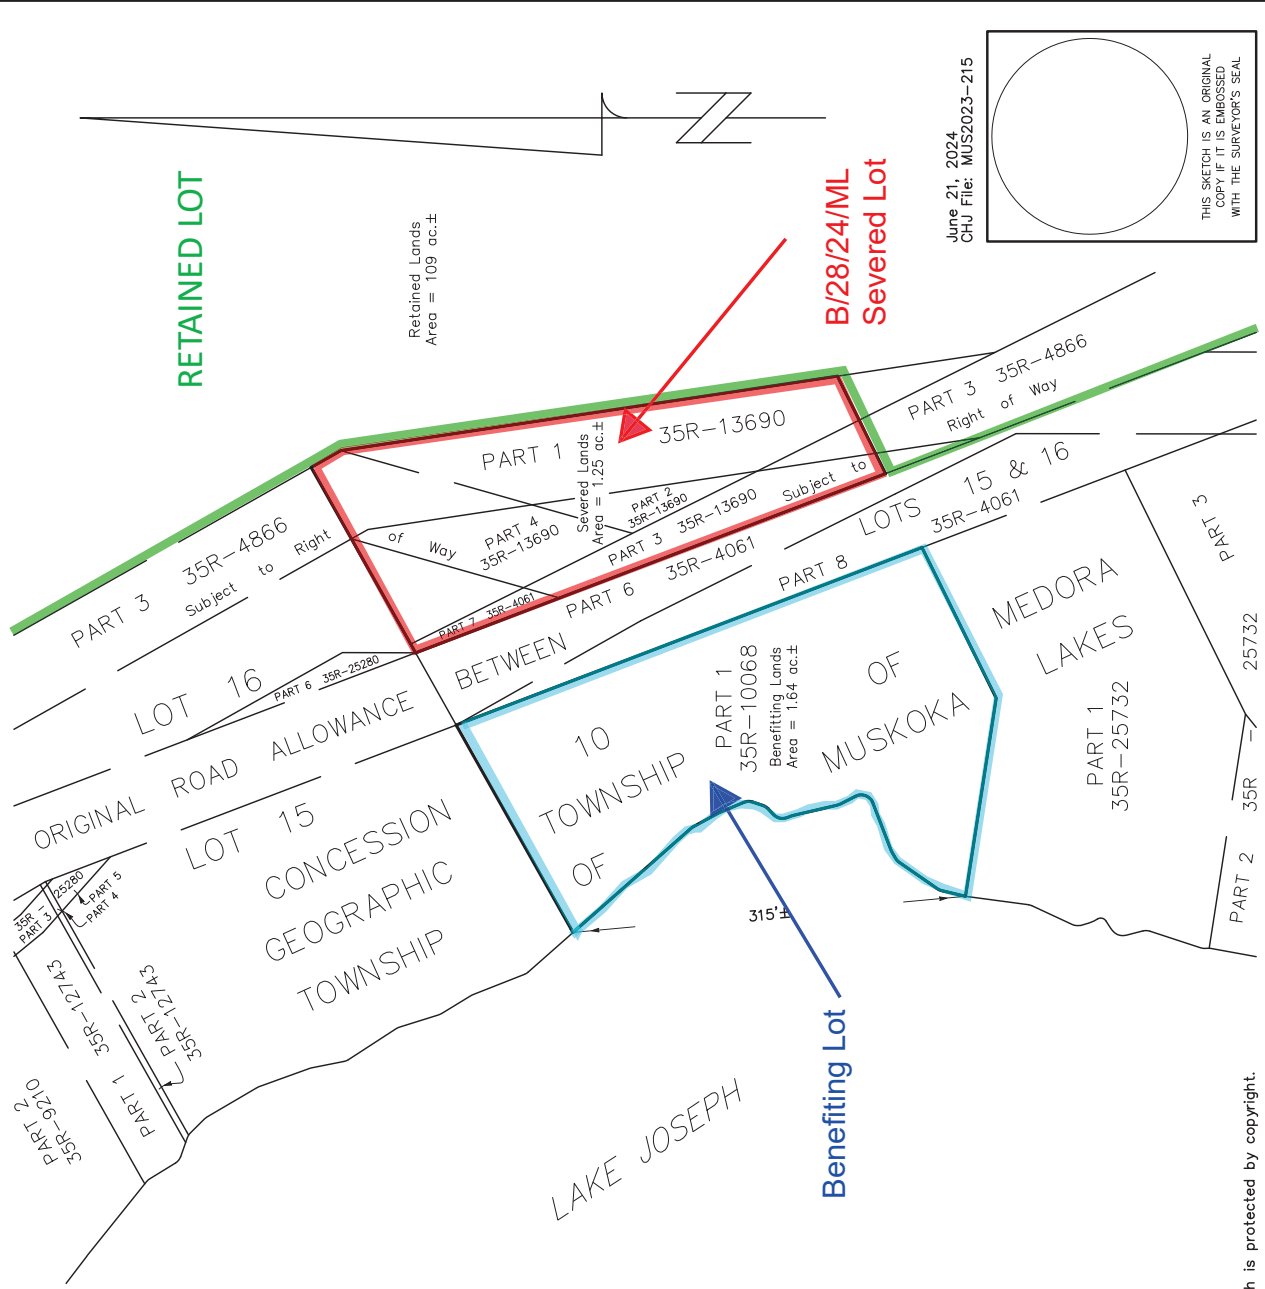 June 21, 2024
CHJ File: MUS2023-215
THIS SKETCH IS AN ORIGINAL
COPY IF IT IS EMBOSSED
WITH THE SURVEYOR'S SEAL
N
RETAINED LOT
Retained Lands
Area = 109 ac.±
B/28/24/ML
Severed Lot
PART 3 35R-4866
Subject to Right of Way
PART 1 35R-13690
Severed Lands
Area = 1.25 ac.±
PART 2
35R-13690
PART 4
35R-13690
PART 3 35R-13690
Subject to
PART 3 35R-4866
Right of Way
PART 7 35R-4061
PART 6 35R-4061
PART 8 35R-4061
LOT 16
PART 6 35R-25280
ORIGINAL ROAD ALLOWANCE BETWEEN LOTS 15 & 16
LOT 15
CONCESSION 10
GEOGRAPHIC TOWNSHIP OF MEDORA
TOWNSHIP OF MUSKOKA LAKES
PART 1
35R-10068
Benefitting Lands
Area = 1.64 ac.±
PART 1
35R-25732
PART 3
PART 2 35R - 25732
35R - 25280
PART 3
PART 5
PART 4
35R-12743
PART 1
PART 2
35R-12743
PART 2
35R-9210
315'±
LAKE JOSEPH
Benefiting Lot
h is protected by copyright.